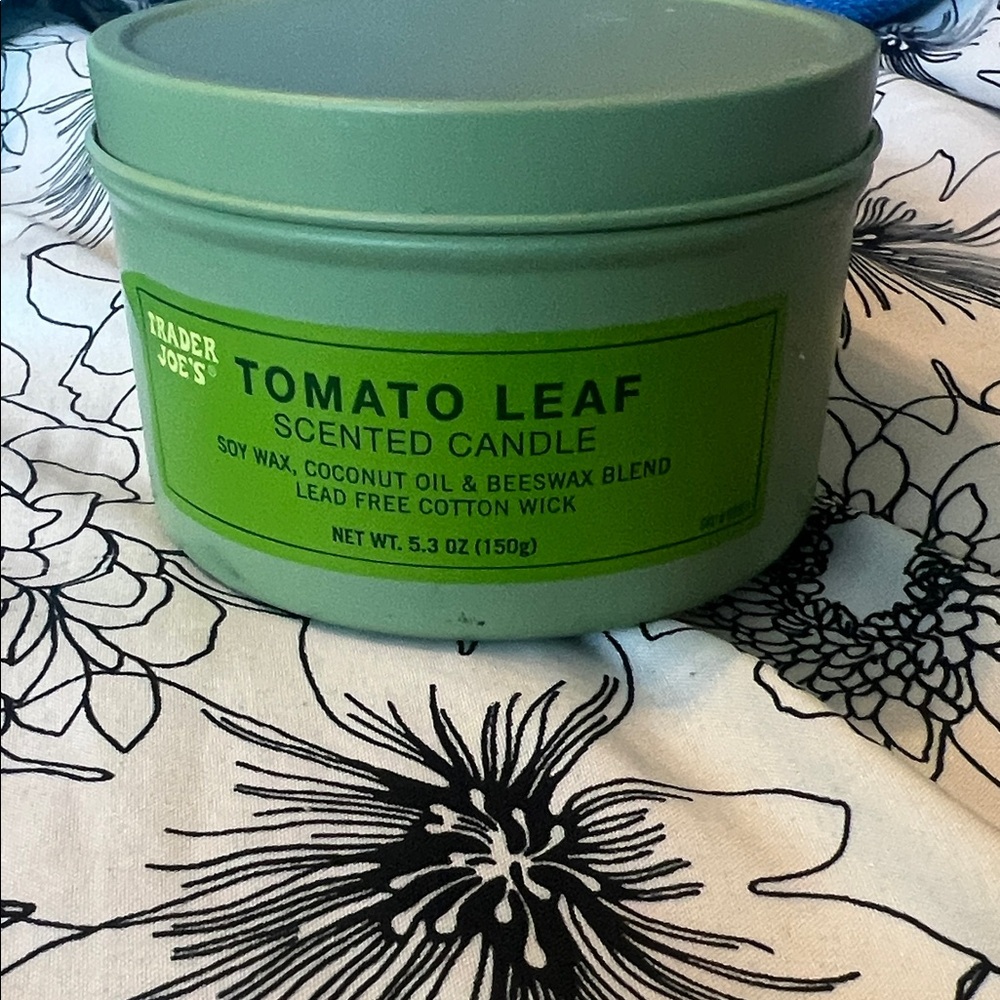 TRADER
JOE'S®
TOMATO LEAF
SCENTED CANDLE
SOY WAX, COCONUT OIL & BEESWAX BLEND
LEAD FREE COTTON WICK
NET WT. 5.3 OZ (150g)